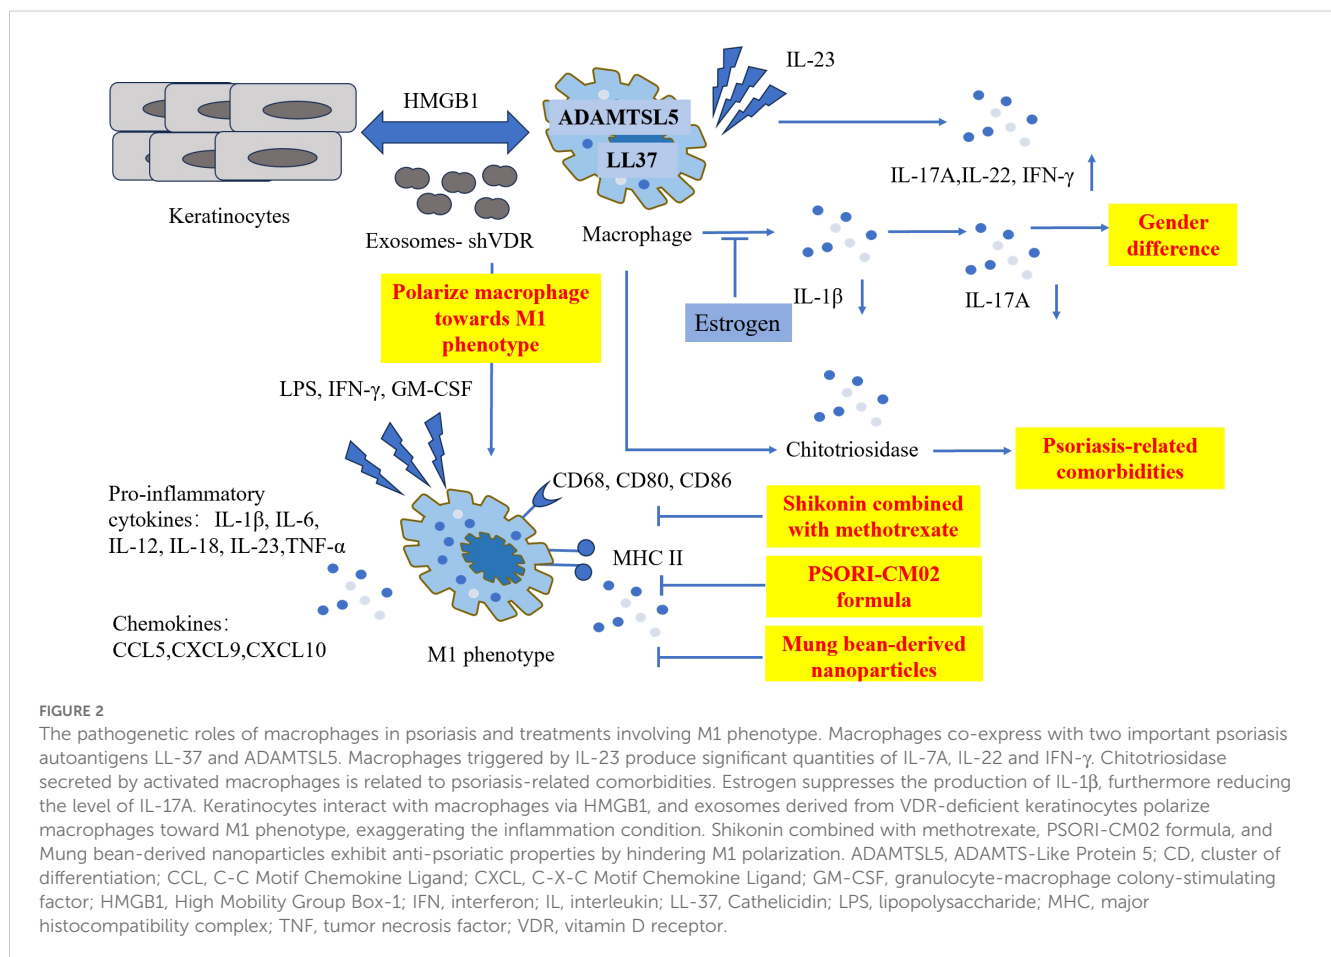 IL-23
HMGB1
ADAMTSL5
LL37
IL-17A,IL-22, IFN-γ
Keratinocytes
Exosomes- shVDR
Macrophage
Gender
difference
Polarize macrophage
towards M1
phenotype
IL-1β
IL-17A
Estrogen
LPS, IFN-γ, GM-CSF
Chitotriosidase
Psoriasis-related
comorbidities
CD68, CD80, CD86
Pro-inflammatory
cytokines： IL-1β, IL-6,
IL-12, IL-18, IL-23,TNF-α
Shikonin combined
with methotrexate
MHC II
PSORI-CM02
formula
Chemokines：
CCL5,CXCL9,CXCL10
M1 phenotype
Mung bean-derived
nanoparticles
FIGURE 2
The pathogenetic roles of macrophages in psoriasis and treatments involving M1 phenotype. Macrophages co-express with two important psoriasis
autoantigens LL-37 and ADAMTSL5. Macrophages triggered by IL-23 produce significant quantities of IL-7A, IL-22 and IFN-γ. Chitotriosidase
secreted by activated macrophages is related to psoriasis-related comorbidities. Estrogen suppresses the production of IL-1β, furthermore reducing
the level of IL-17A. Keratinocytes interact with macrophages via HMGB1, and exosomes derived from VDR-deficient keratinocytes polarize
macrophages toward M1 phenotype, exaggerating the inflammation condition. Shikonin combined with methotrexate, PSORI-CM02 formula, and
Mung bean-derived nanoparticles exhibit anti-psoriatic properties by hindering M1 polarization. ADAMTSL5, ADAMTS-Like Protein 5; CD, cluster of
differentiation; CCL, C-C Motif Chemokine Ligand; CXCL, C-X-C Motif Chemokine Ligand; GM-CSF, granulocyte-macrophage colony-stimulating
factor; HMGB1, High Mobility Group Box-1; IFN, interferon; IL, interleukin; LL-37, Cathelicidin; LPS, lipopolysaccharide; MHC, major
histocompatibility complex; TNF, tumor necrosis factor; VDR, vitamin D receptor.